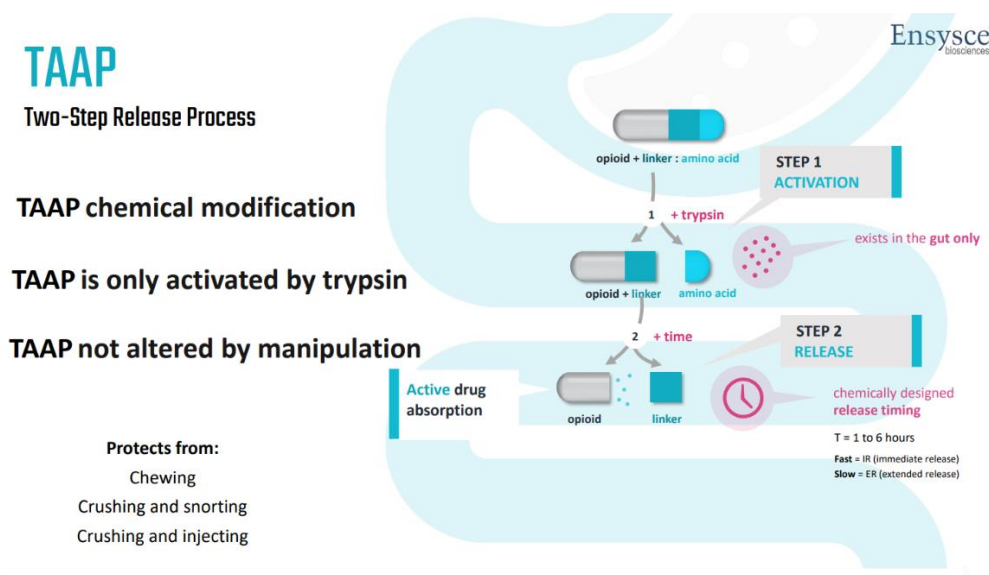 TAAP
Two-Step Release Process
Ensysce
biosciences
TAAP chemical modification
TAAP is only activated by trypsin
TAAP not altered by manipulation
Protects from:
Chewing
Crushing and snorting
Crushing and injecting
opioid + linker : amino acid
STEP 1
ACTIVATION
1 + trypsin
exists in the gut only
opioid + linker amino acid
2 + time
STEP 2
RELEASE
Active drug
absorption
opioid linker
chemically designed
release timing
T = 1 to 6 hours
Fast = IR (immediate release)
Slow = ER (extended release)